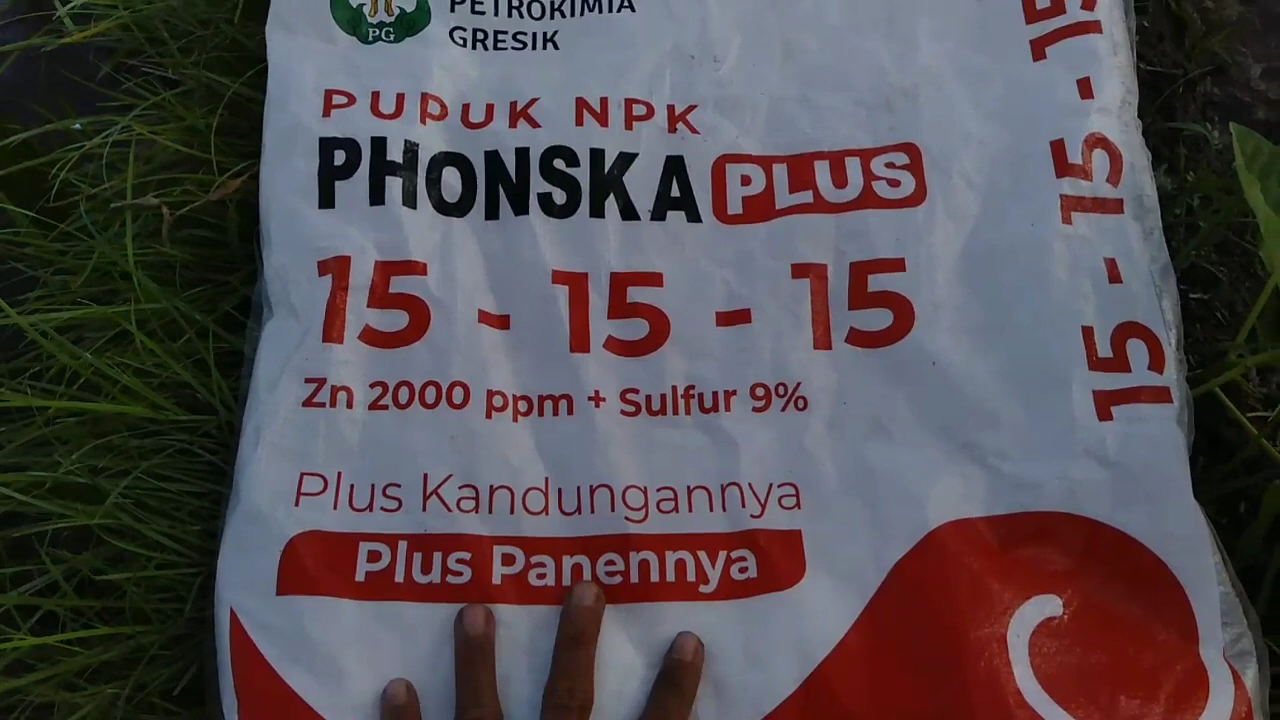 PG
PETROKIMIA
GRESIK
PUPUK NPK
PHONSKA PLUS
15 - 15 - 15
Zn 2000 ppm + Sulfur 9%
Plus Kandungannya
Plus Panennya
15 - 15 - 15